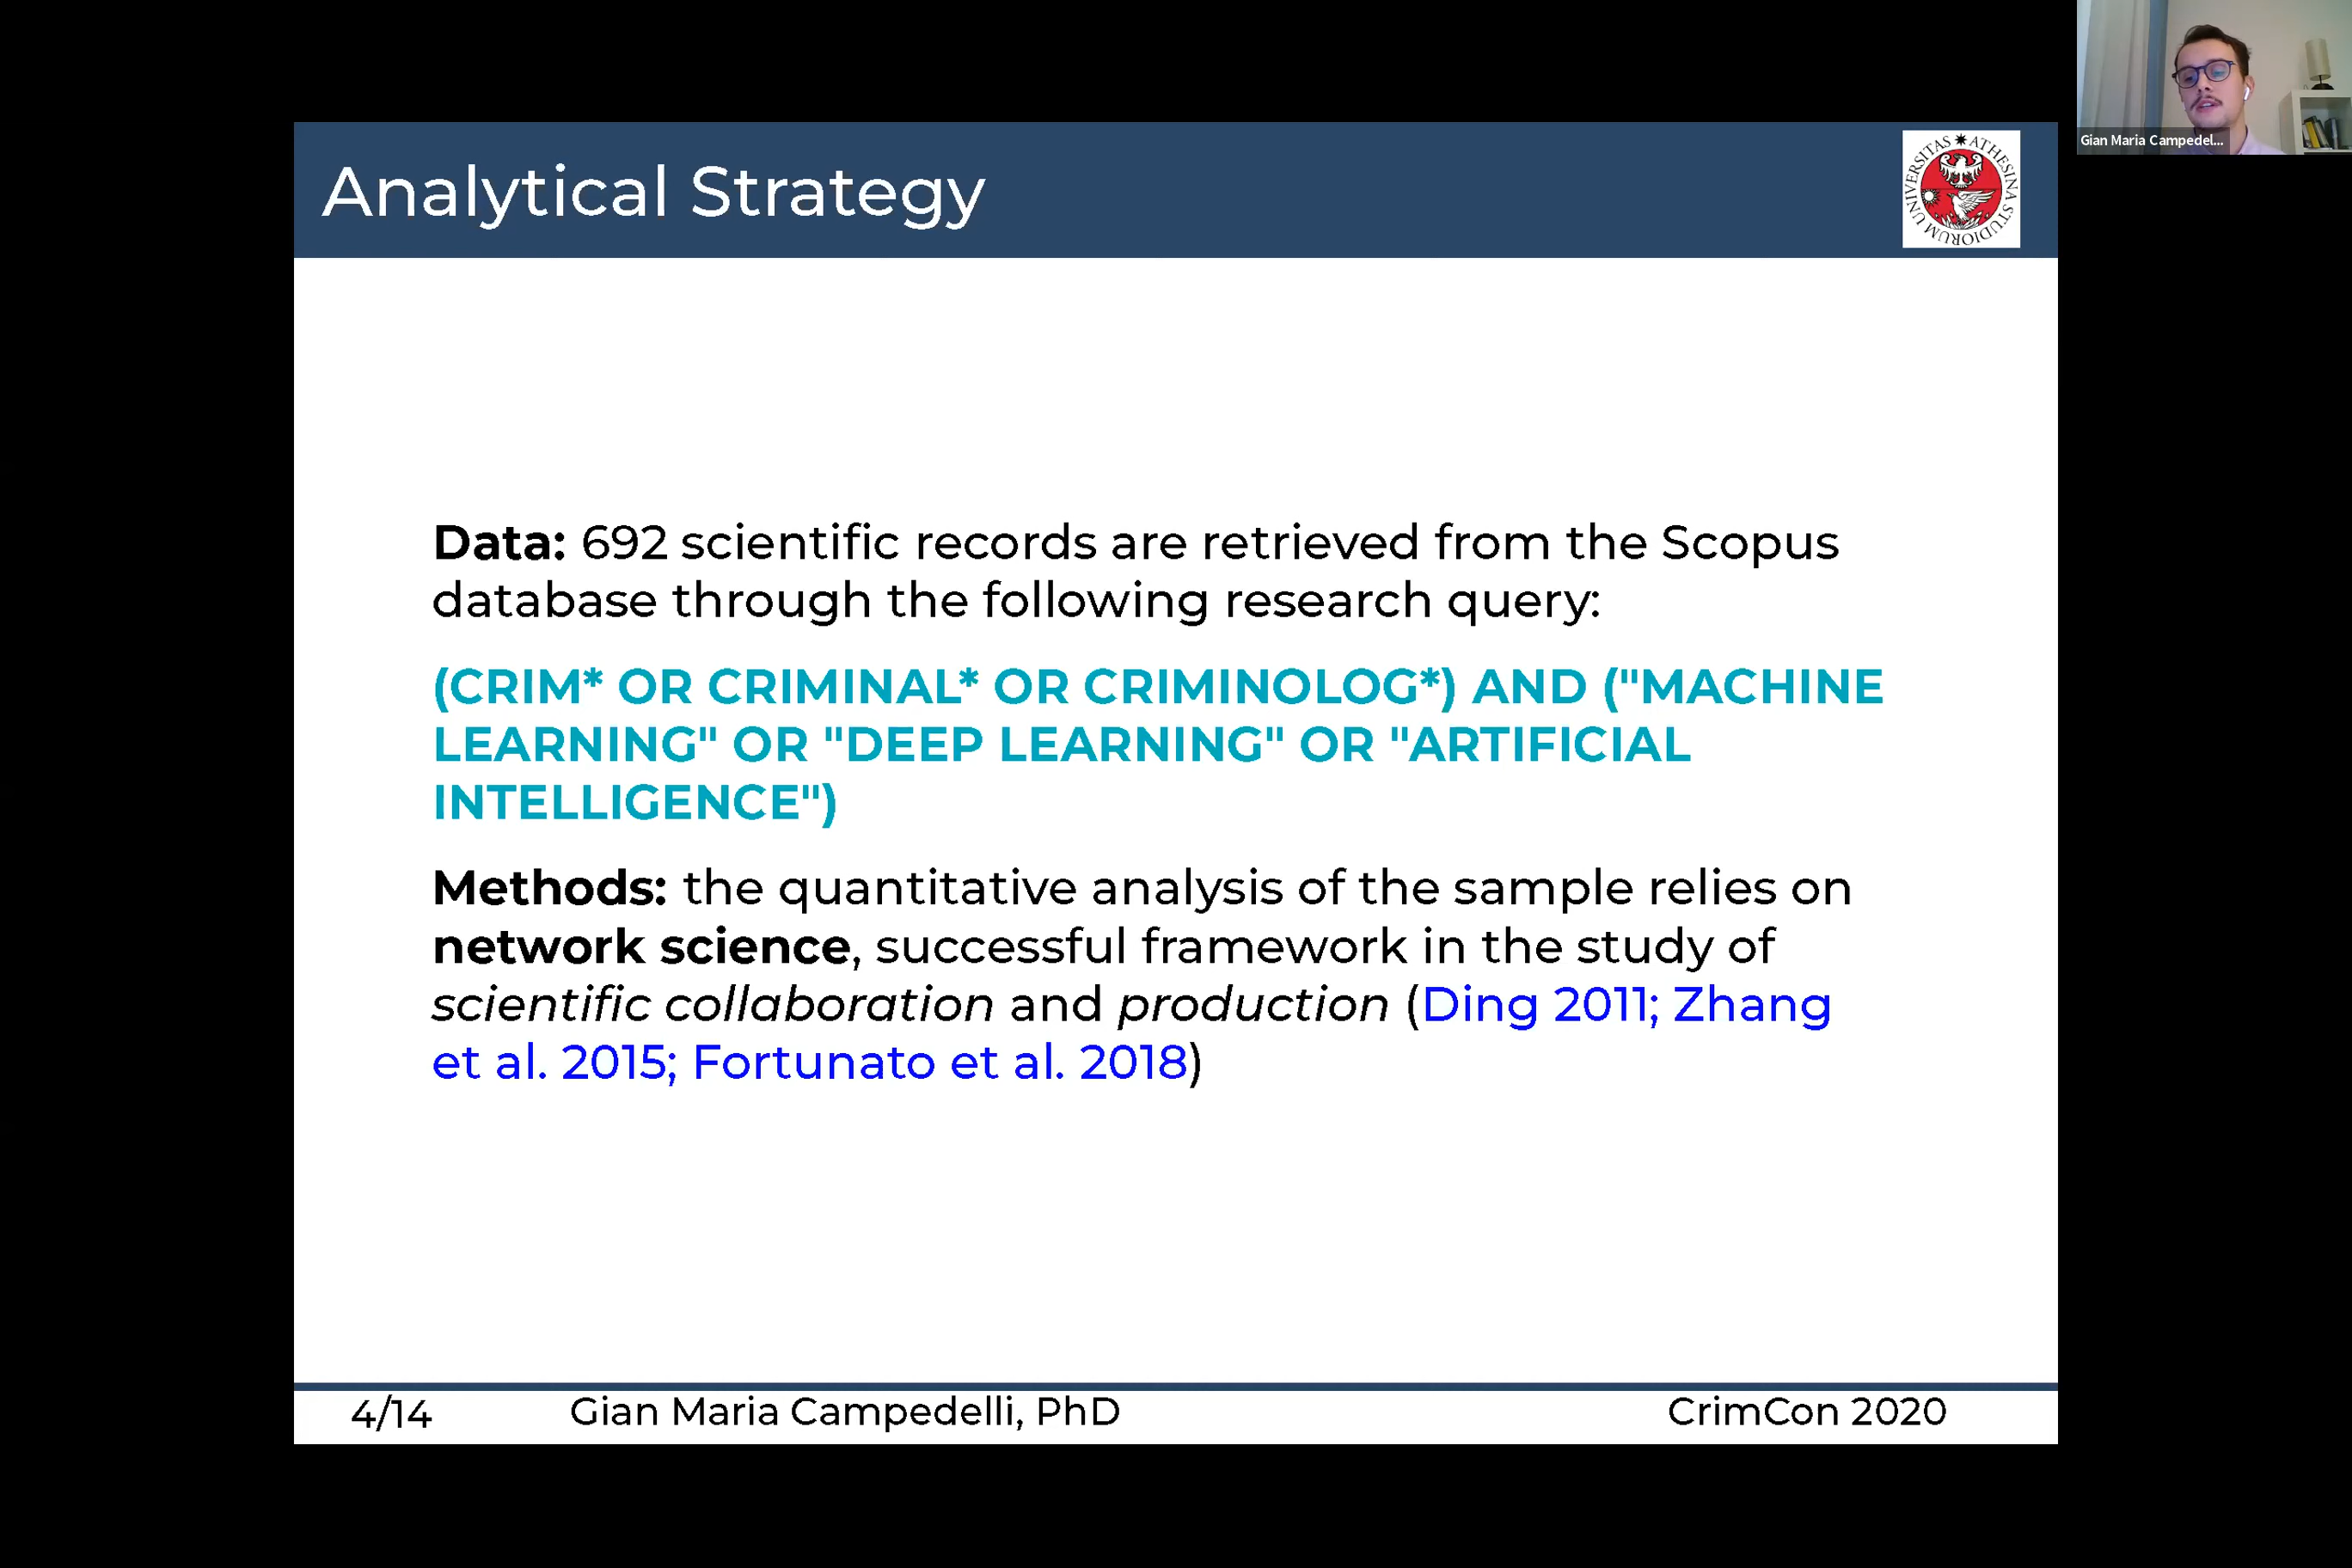 Gian Maria Campedel...
Analytical Strategy
UNIVERSITAS ATHESINA STUDIORUM
Data: 692 scientific records are retrieved from the Scopus
database through the following research query:
(CRIM* OR CRIMINAL* OR CRIMINOLOG*) AND ("MACHINE
LEARNING" OR "DEEP LEARNING" OR "ARTIFICIAL
INTELLIGENCE")
Methods: the quantitative analysis of the sample relies on
network science, successful framework in the study of
scientific collaboration and production (Ding 2011; Zhang
et al. 2015; Fortunato et al. 2018)
4/14 Gian Maria Campedelli, PhD CrimCon 2020